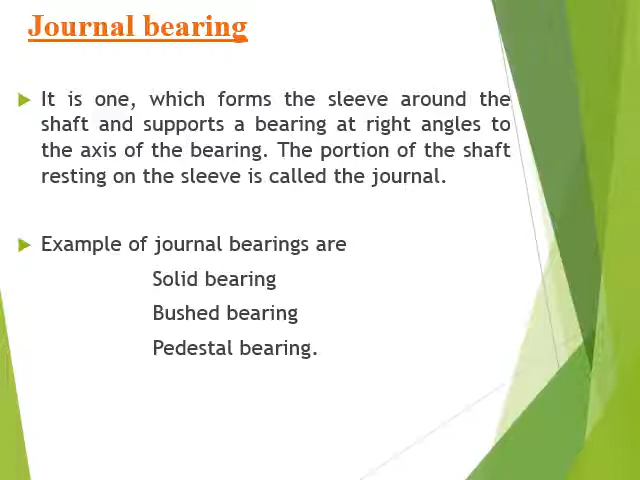 Journal bearing
It is one, which forms the sleeve around the
shaft and supports a bearing at right angles to
the axis of the bearing. The portion of the shaft
resting on the sleeve is called the journal.
Example of journal bearings are
Solid bearing
Bushed bearing
Pedestal bearing.